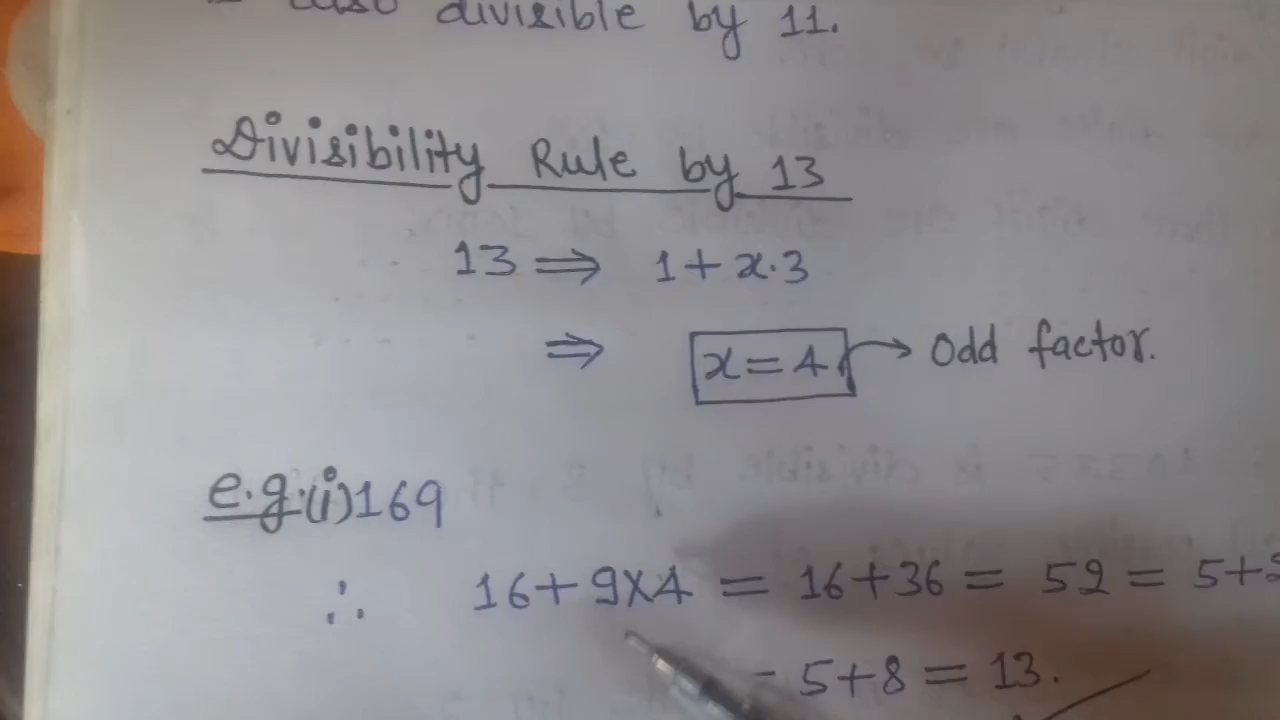 divisible by 11.
Divisibility Rule by 13
13 ⇒ 1 + x·3
⇒ x = 4 → Odd factor.
e.g.(i) 169
∴ 16 + 9×4 = 16 + 36 = 52 = 5+
- 5+8 = 13.